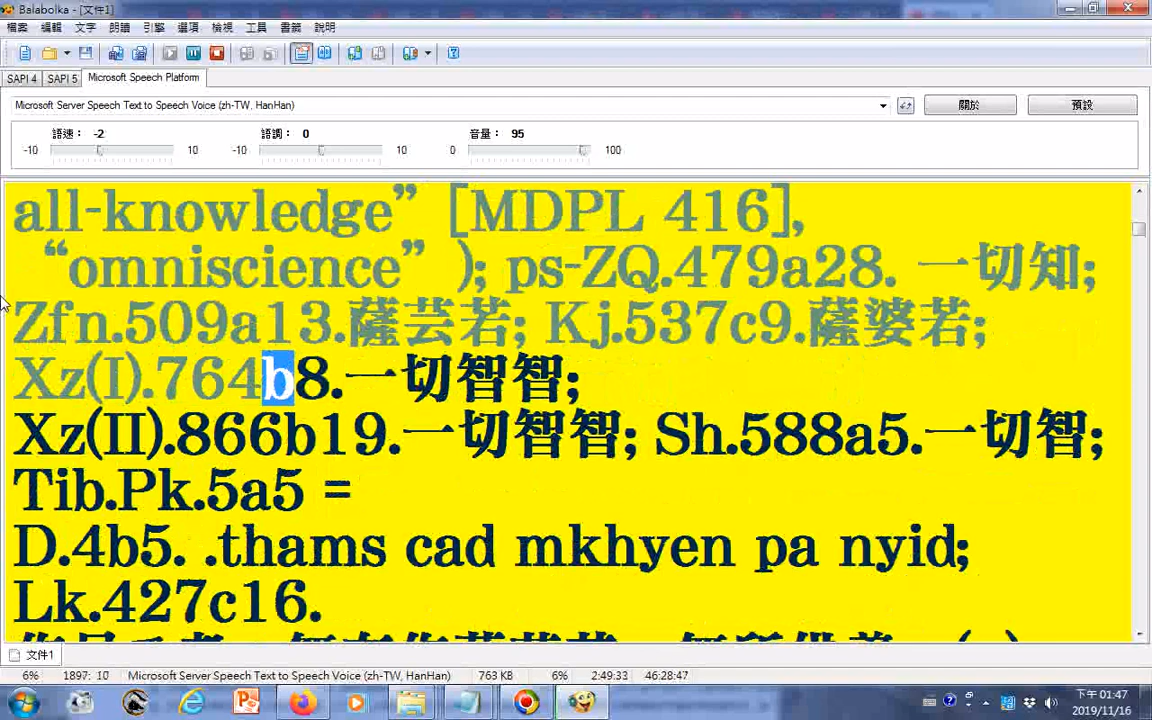 Balabolka - [文件1]
檔案 編輯 文字 朗讀 引擎 選項 檢視 工具 書籤 說明
SAPI 4 SAPI 5 Microsoft Speech Platform
Microsoft Server Speech Text to Speech Voice (zh-TW, HanHan) 關於 預設
語速： -2 語調： 0 音量： 95
-10 10 -10 10 0 100
all-knowledge” [MDPL 416],
“omniscience” ); ps-ZQ.479a28. 一切知;
Zfn.509a13.薩芸若; Kj.537c9.薩婆若;
Xz(I).764b8.一切智智;
Xz(II).866b19.一切智智; Sh.588a5.一切智;
Tib.Pk.5a5 =
D.4b5. .thams cad mkhyen pa nyid;
Lk.427c16.
文件1
6% 1897: 10 Microsoft Server Speech Text to Speech Voice (zh-TW, HanHan) 763 KB 6% 2:49:33 46:28:47
下午 01:47
2019/11/16